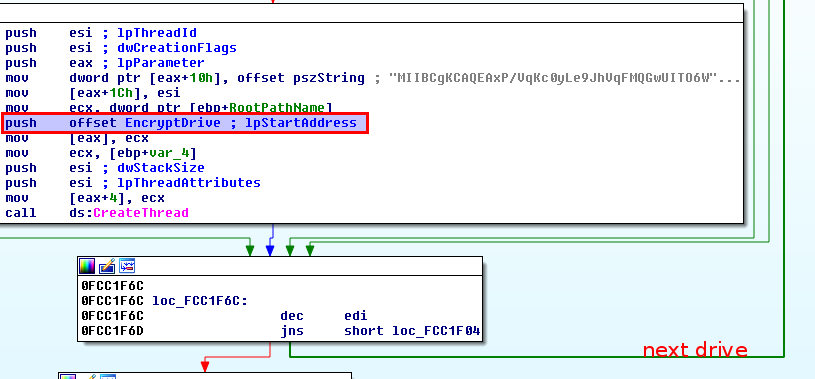 push esi ; lpThreadId
push esi ; dwCreationFlags
push eax ; lpParameter
mov dword ptr [eax+10h], offset pszString ; "MIIBCgKCAQEAxP/VqKc0yLe9JhVqFMQGwUITO6W"...
mov [eax+1Ch], esi
mov ecx, dword ptr [ebp+RootPathName]
push offset EncryptDrive ; lpStartAddress
mov [eax], ecx
mov ecx, [ebp+var_4]
push esi ; dwStackSize
push esi ; lpThreadAttributes
mov [eax+4], ecx
call ds:CreateThread
0FCC1F6C
0FCC1F6C loc_FCC1F6C:
0FCC1F6C dec edi
0FCC1F6D jns short loc_FCC1F04
next drive